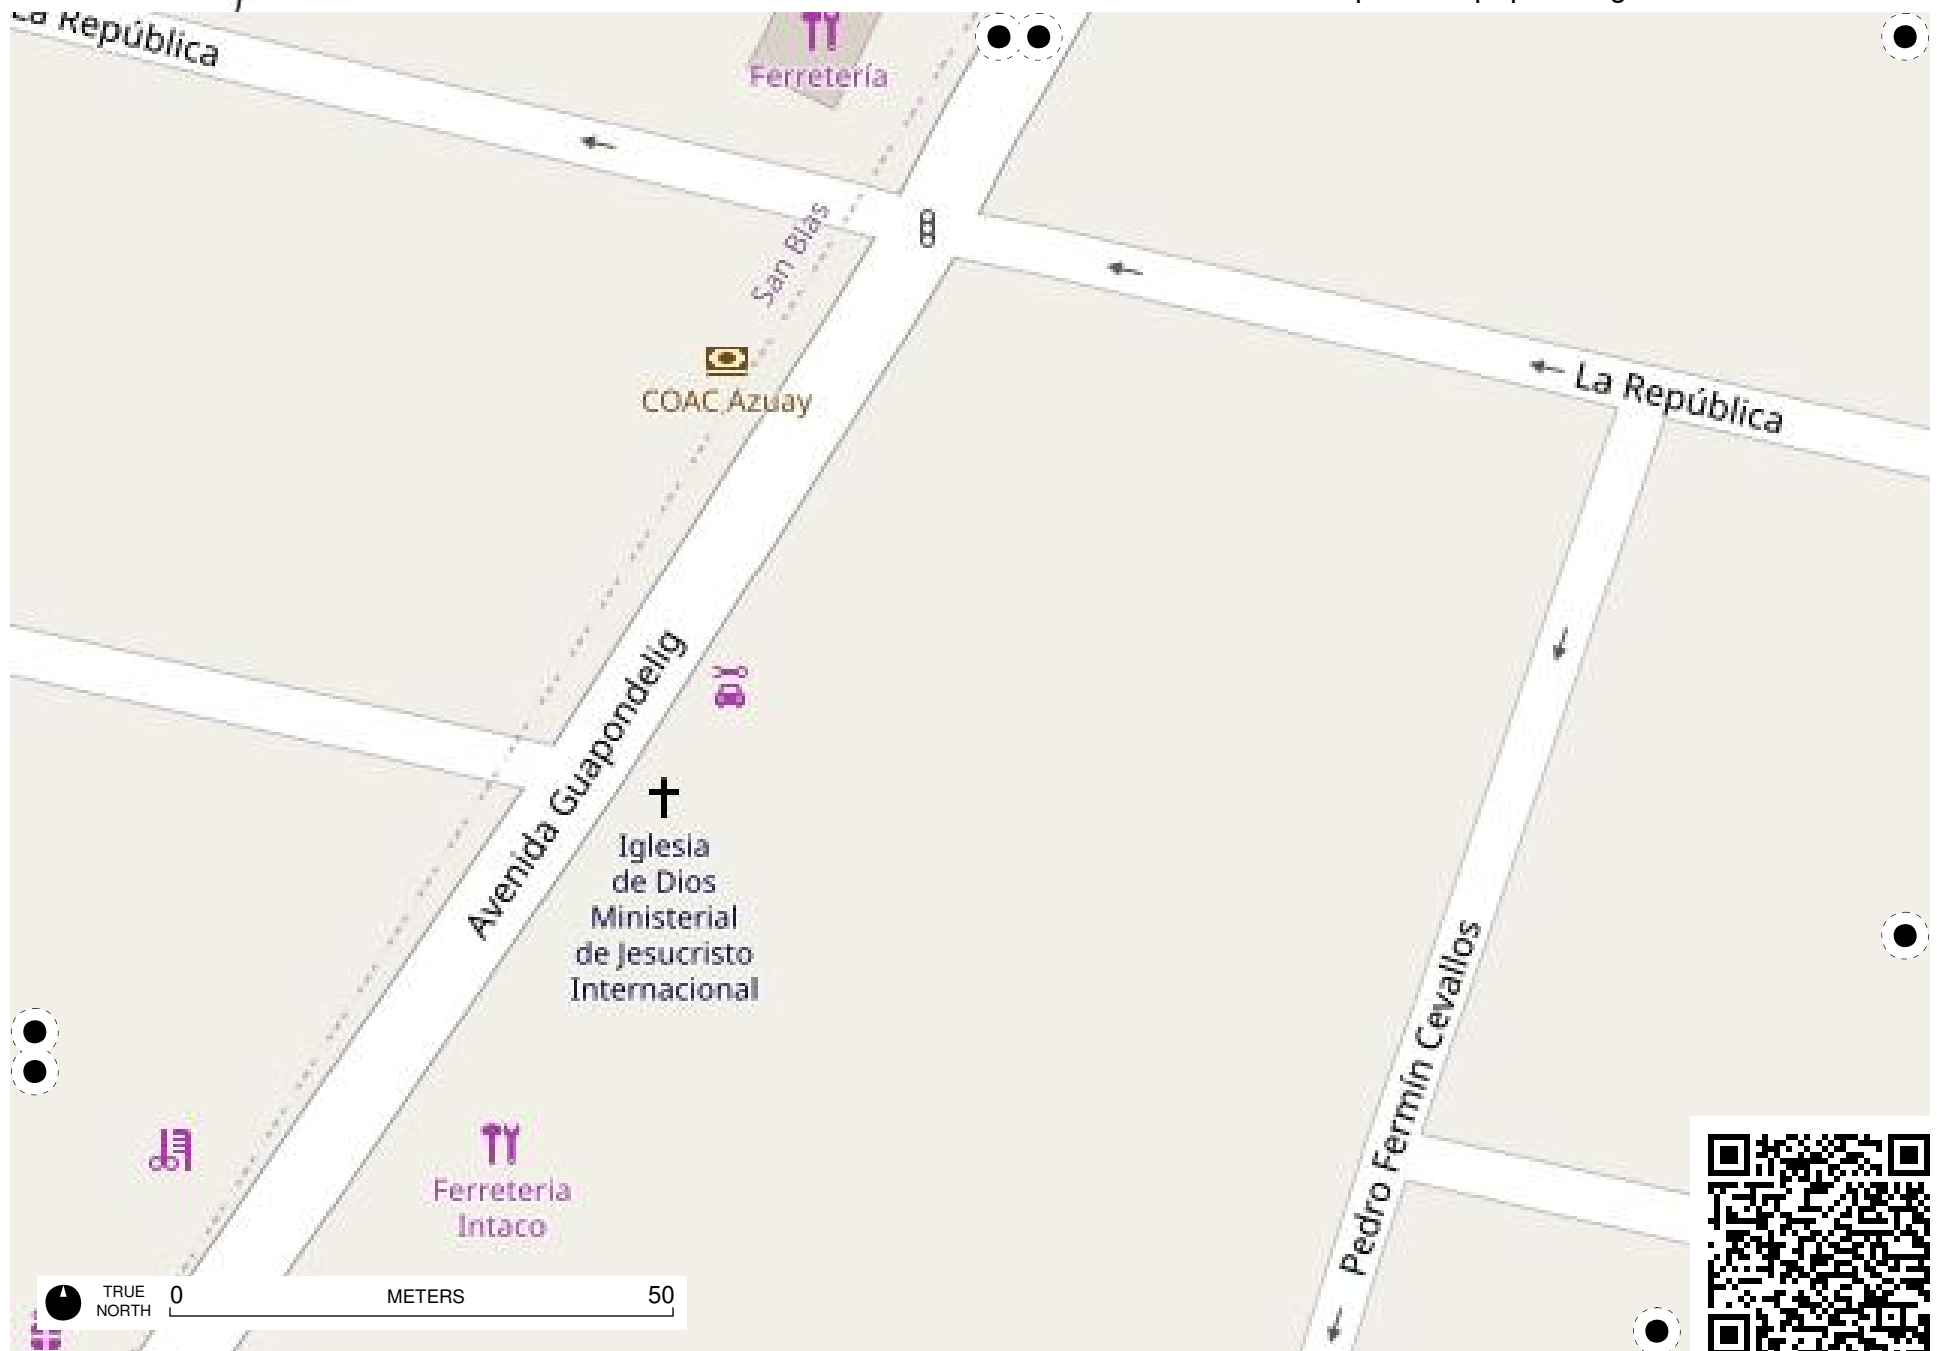 La República
Ferretería
San Blas
COAC Azuay
La República
Avenida Guapondelig
Iglesia
de Dios
Ministerial
de Jesucristo
Internacional
Pedro Fermín Cevallos
Ferreteria
Intaco
TRUE
NORTH
0
METERS
50